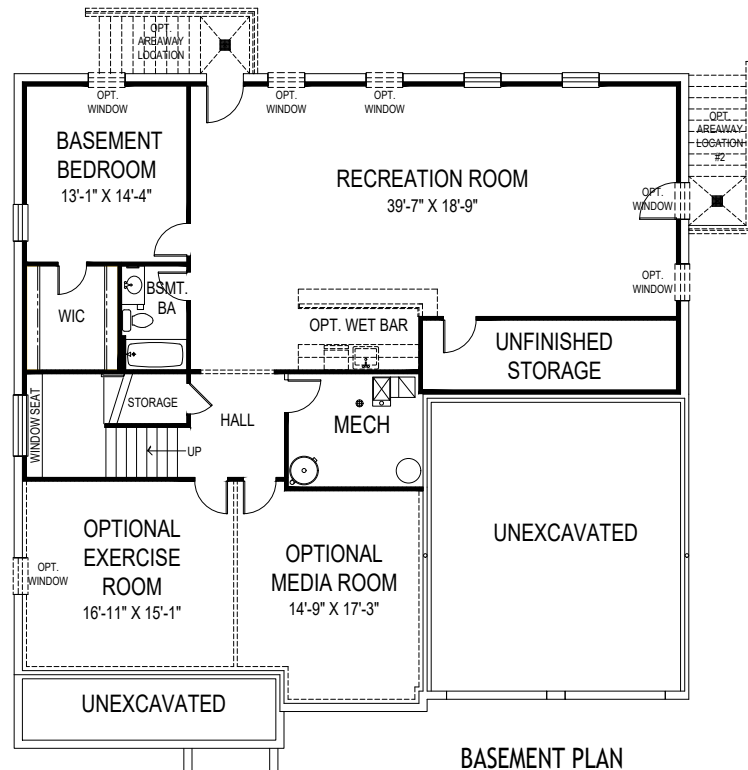 OPT.
AREAWAY
LOCATION
OPT.
WINDOW
OPT.
WINDOW
OPT.
WINDOW
BASEMENT
BEDROOM
13'-1" X 14'-4"
RECREATION ROOM
39'-7" X 18'-9"
OPT.
AREAWAY
LOCATION
#2
OPT.
WINDOW
OPT.
WINDOW
WIC
BSMT.
BA
OPT. WET BAR
UNFINISHED
STORAGE
WINDOW SEAT
STORAGE
HALL
MECH
UP
OPTIONAL
EXERCISE
ROOM
16'-11" X 15'-1"
OPT.
WINDOW
OPTIONAL
MEDIA ROOM
14'-9" X 17'-3"
UNEXCAVATED
UNEXCAVATED
BASEMENT PLAN